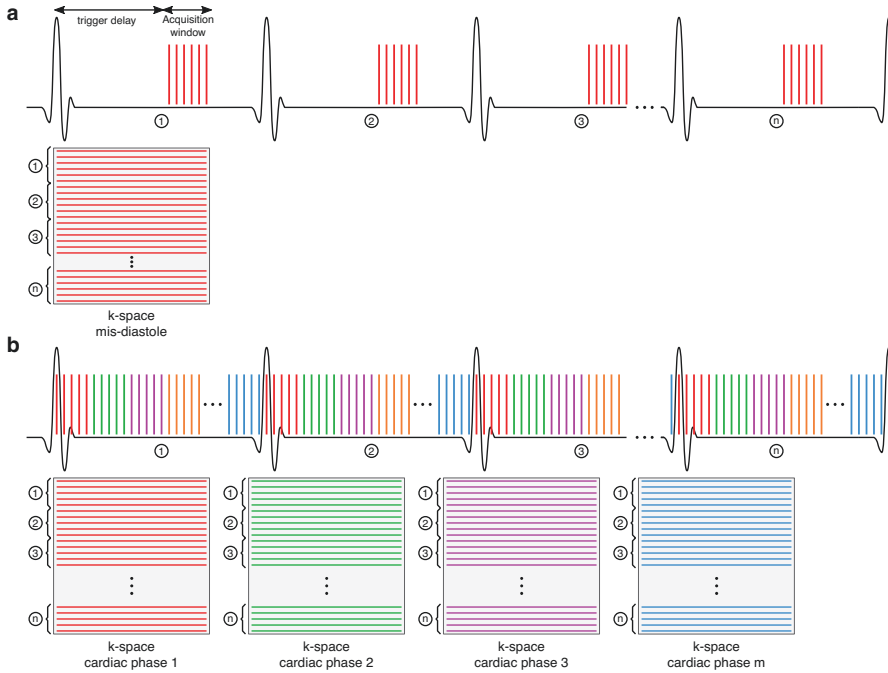 a
trigger delay
Acquisition
window
① ② ③ ... ⓝ
①
②
③
ⓝ
k-space
mis-diastole
b
① ② ③ ... ⓝ
① ① ① ①
② ② ② ②
③ ③ ③ ③
ⓝ ⓝ ⓝ ⓝ
k-space k-space k-space k-space
cardiac phase 1 cardiac phase 2 cardiac phase 3 cardiac phase m